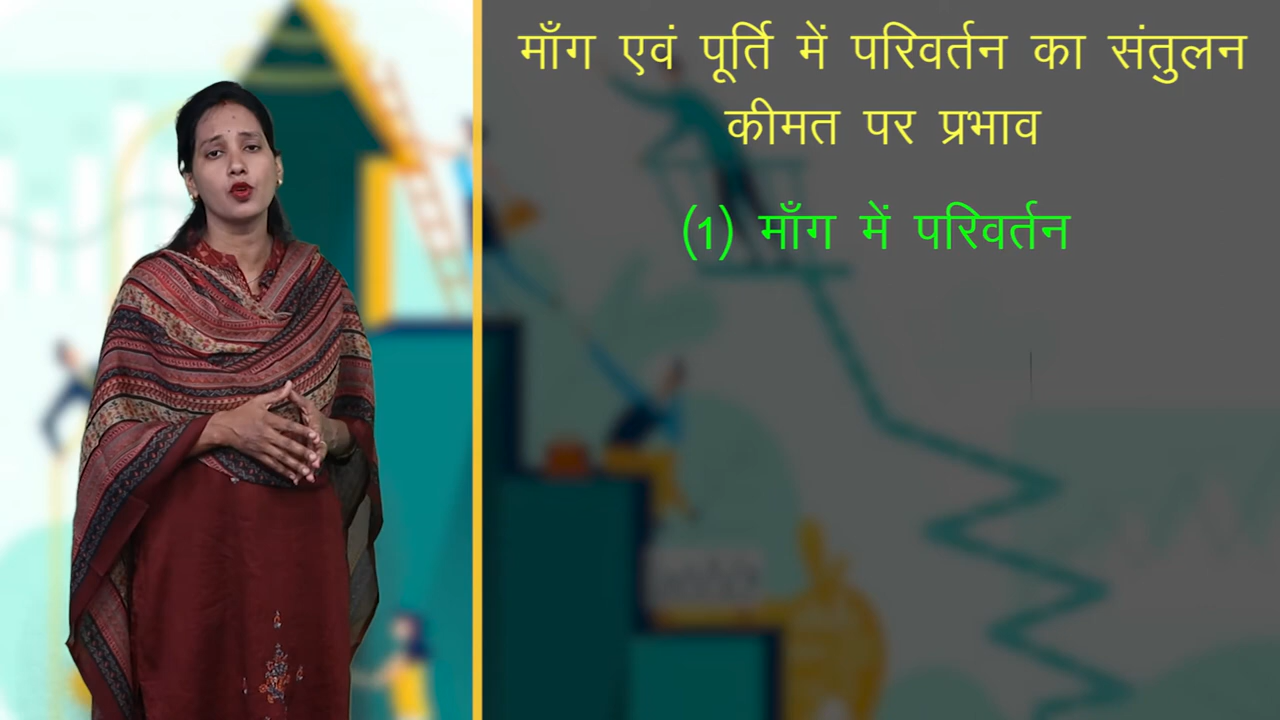 माँग एवं पूर्ति में परिवर्तन का संतुलन
कीमत पर प्रभाव
(1) माँग में परिवर्तन